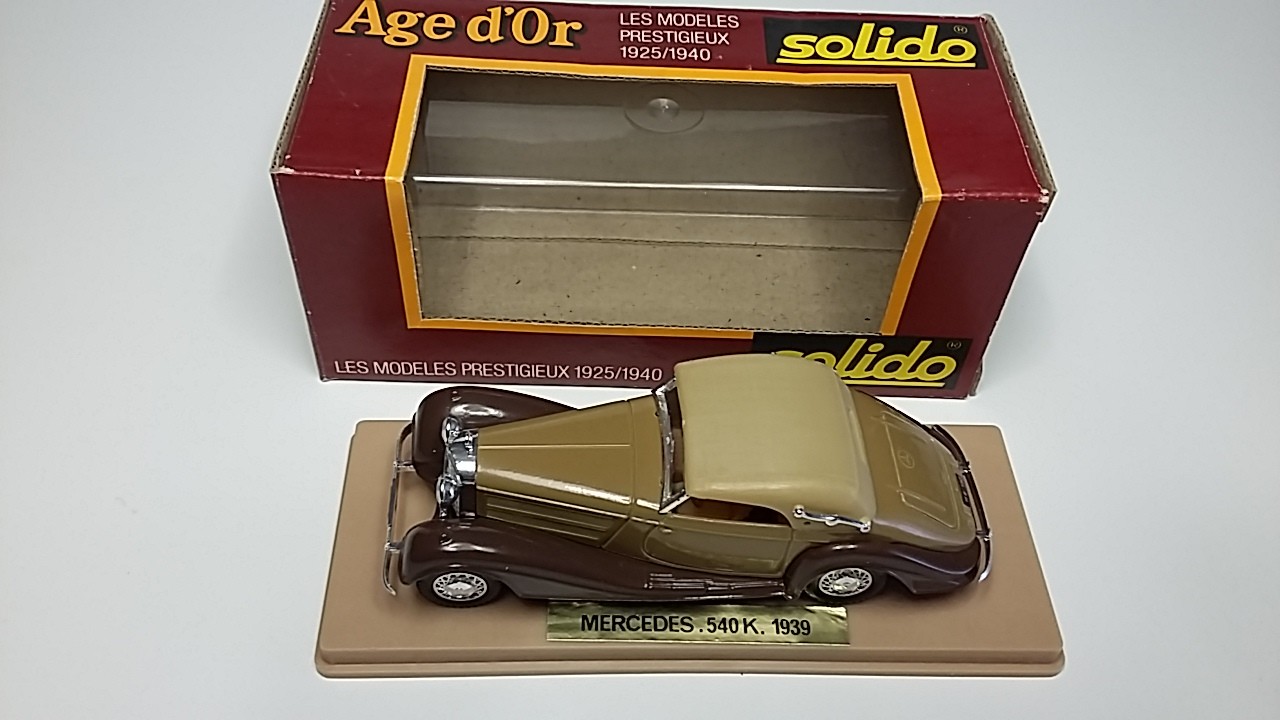 Age d'Or
LES MODELES
PRESTIGIEUX
1925/1940
solido
LES MODELES PRESTIGIEUX 1925/1940
solido
MERCEDES . 540 K. 1939